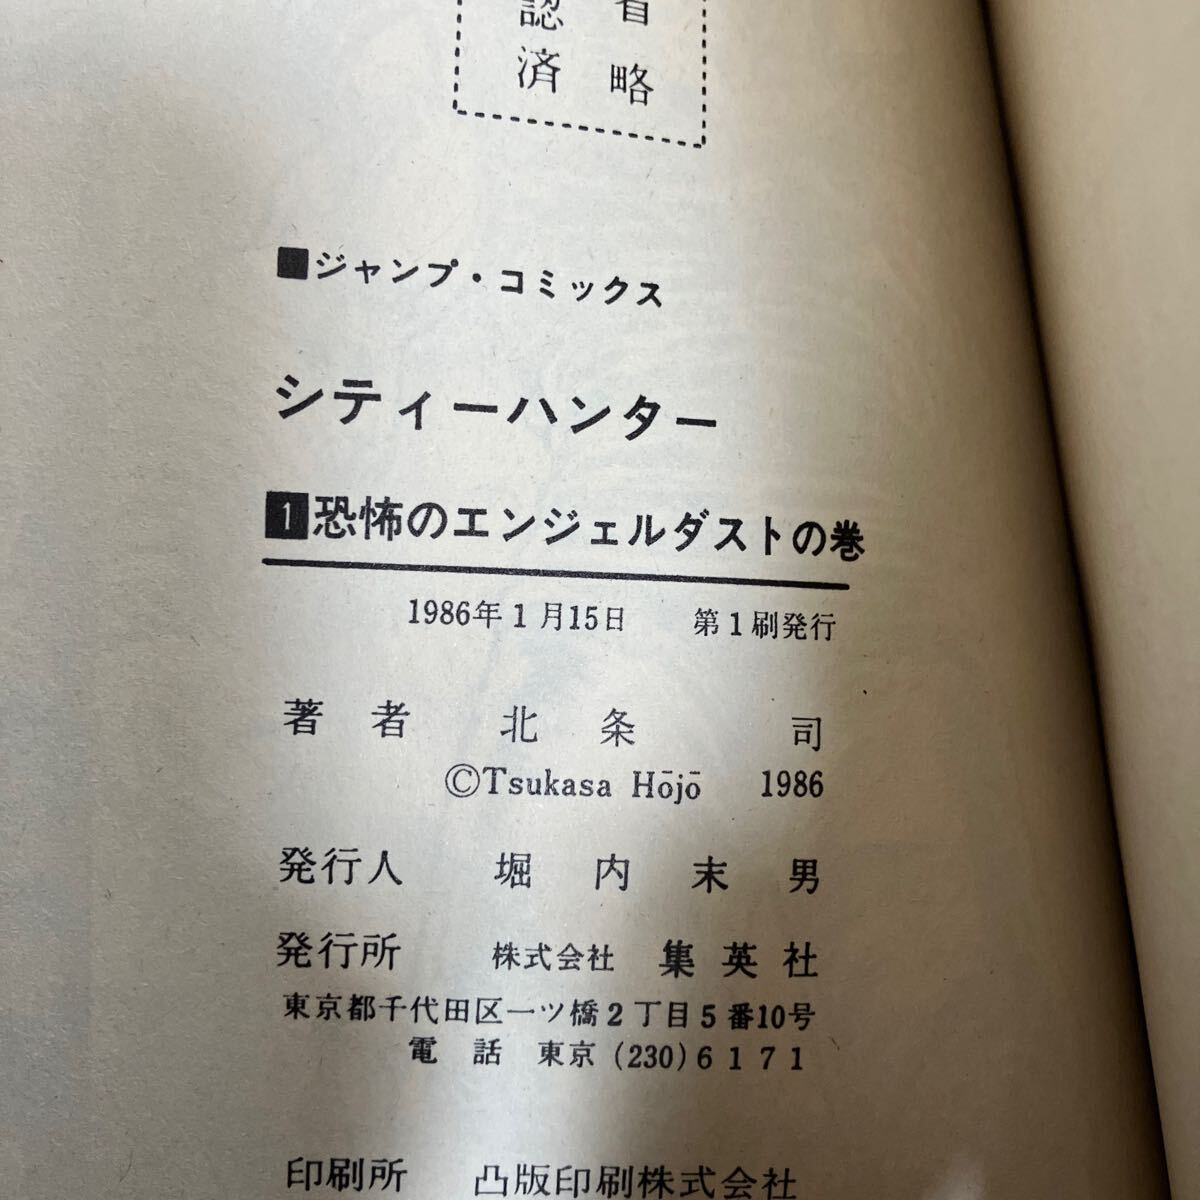 認済
省略
■ジャンプ・コミックス
シティーハンター
1恐怖のエンジェルダストの巻
1986年1月15日 第1刷発行
著者 北条 司
©Tsukasa Hōjō 1986
発行人 堀内末男
発行所 株式会社 集英社
東京都千代田区一ツ橋2丁目5番10号
電話 東京(230)6171
印刷所 凸版印刷株式会社